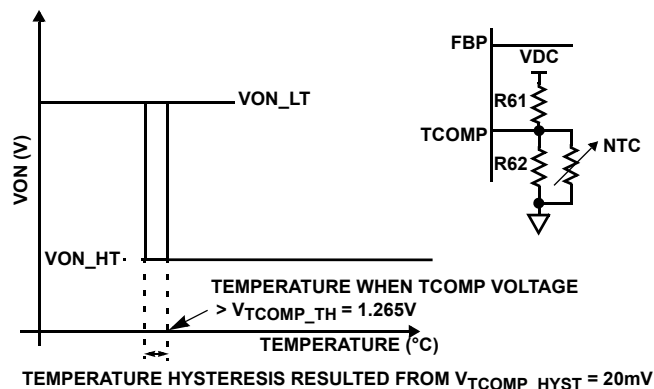 FBP
VDC
R61
VON_LT
TCOMP
NTC
R62
VON (V)
VON_HT
TEMPERATURE WHEN TCOMP VOLTAGE
> VTCOMP_TH = 1.265V
TEMPERATURE (°C)
TEMPERATURE HYSTERESIS RESULTED FROM VTCOMP_HYST = 20mV